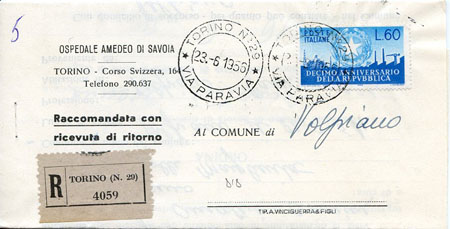 5
OSPEDALE AMEDEO DI SAVOIA
TORINO - Corso Svizzera, 164
Telefono 290.637
Raccomandata con
ricevuta di ritorno
R
TORINO (N. 29)
4059
TORINO N. 29
23.-6 1956
VIA PARAVIA
POSTE
ITALIANE
L.60
DECIMO ANNIVERSARIO
DELLA REPUBBLICA
Al COMUNE di Volpiano
TIP. A. VINCIGUERRA & FIGLI